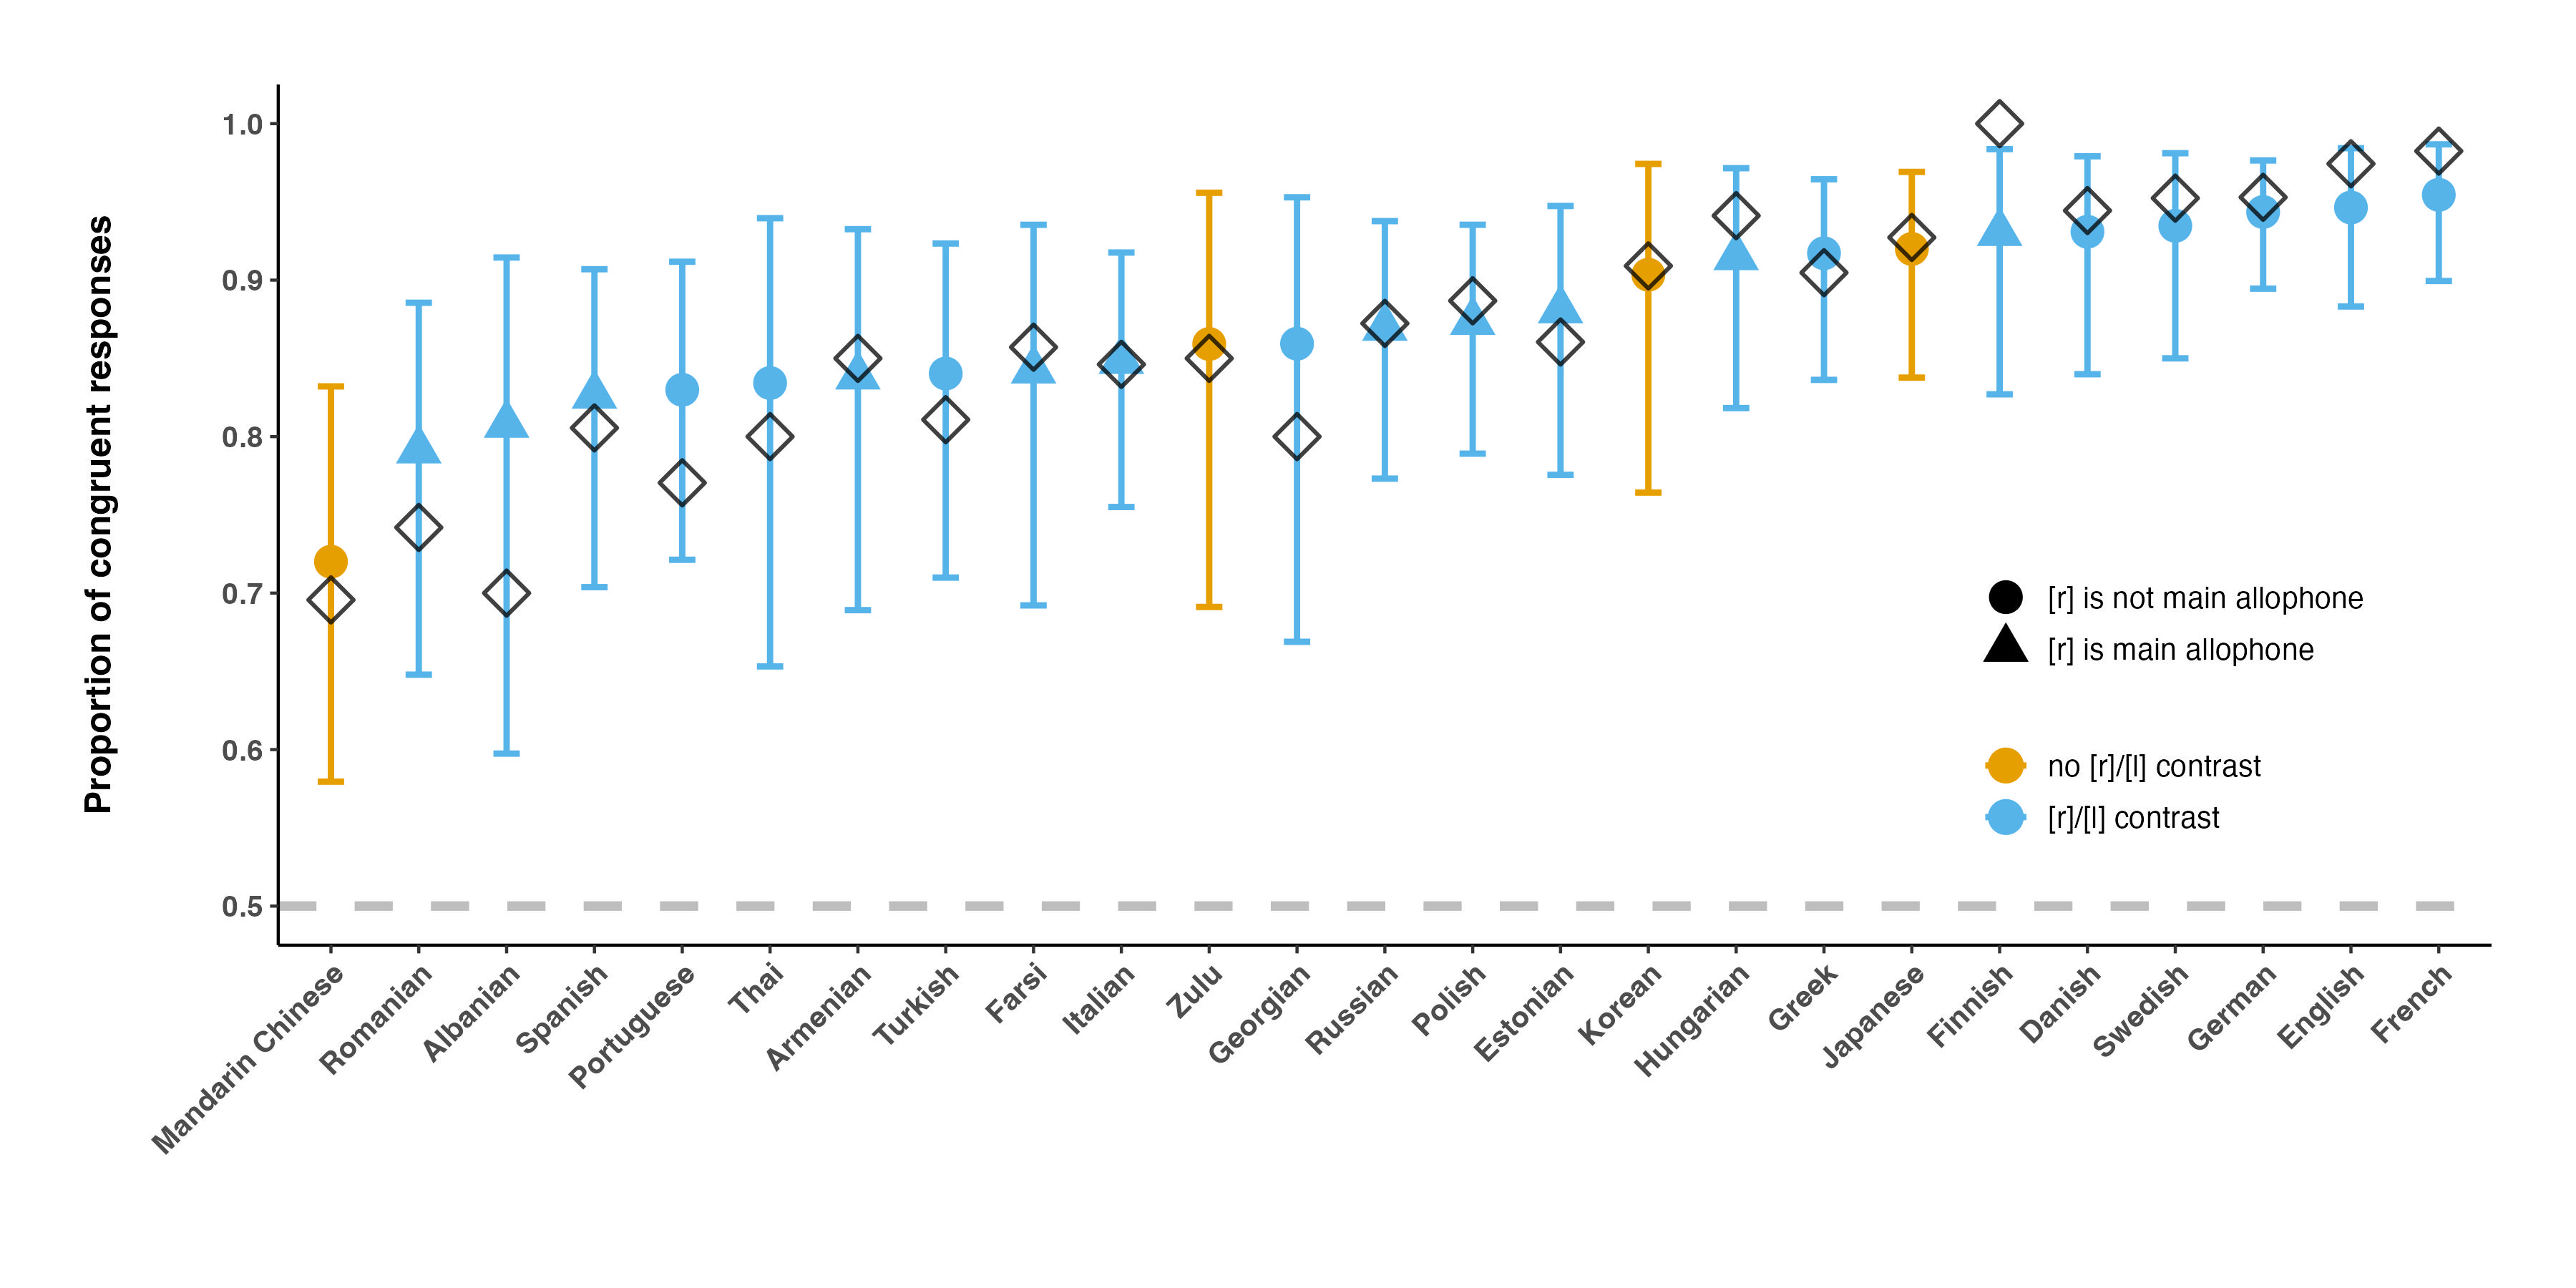 Proportion of congruent responses
1.0
0.9
0.8
0.7
0.6
0.5
[r] is not main allophone
[r] is main allophone
no [r]/[l] contrast
[r]/[l] contrast
Mandarin Chinese
Romanian
Albanian
Spanish
Portuguese
Thai
Armenian
Turkish
Farsi
Italian
Zulu
Georgian
Russian
Polish
Estonian
Korean
Hungarian
Greek
Japanese
Finnish
Danish
Swedish
German
English
French